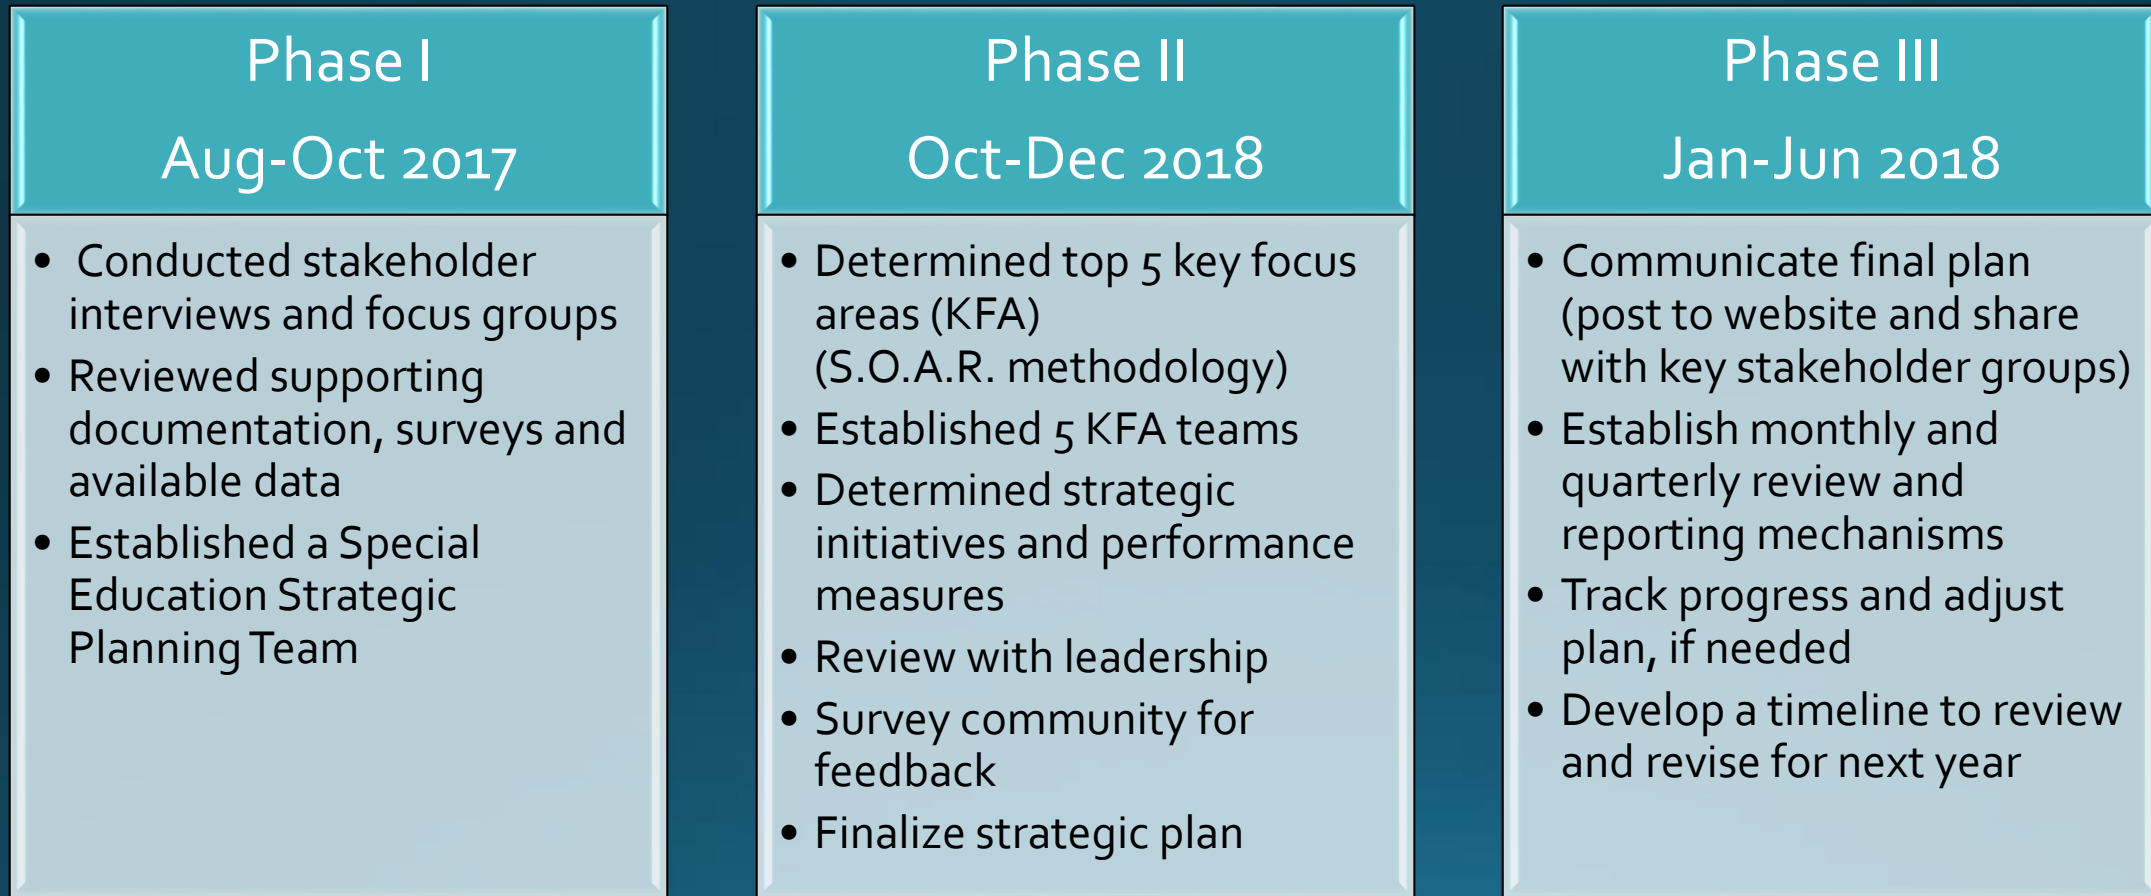 Phase I
Aug-Oct 2017
• Conducted stakeholder
interviews and focus groups
• Reviewed supporting
documentation, surveys and
available data
• Established a Special
Education Strategic
Planning Team
Phase II
Oct-Dec 2018
• Determined top 5 key focus
areas (KFA)
(S.O.A.R. methodology)
• Established 5 KFA teams
• Determined strategic
initiatives and performance
measures
• Review with leadership
• Survey community for
feedback
• Finalize strategic plan
Phase III
Jan-Jun 2018
• Communicate final plan
(post to website and share
with key stakeholder groups)
• Establish monthly and
quarterly review and
reporting mechanisms
• Track progress and adjust
plan, if needed
• Develop a timeline to review
and revise for next year